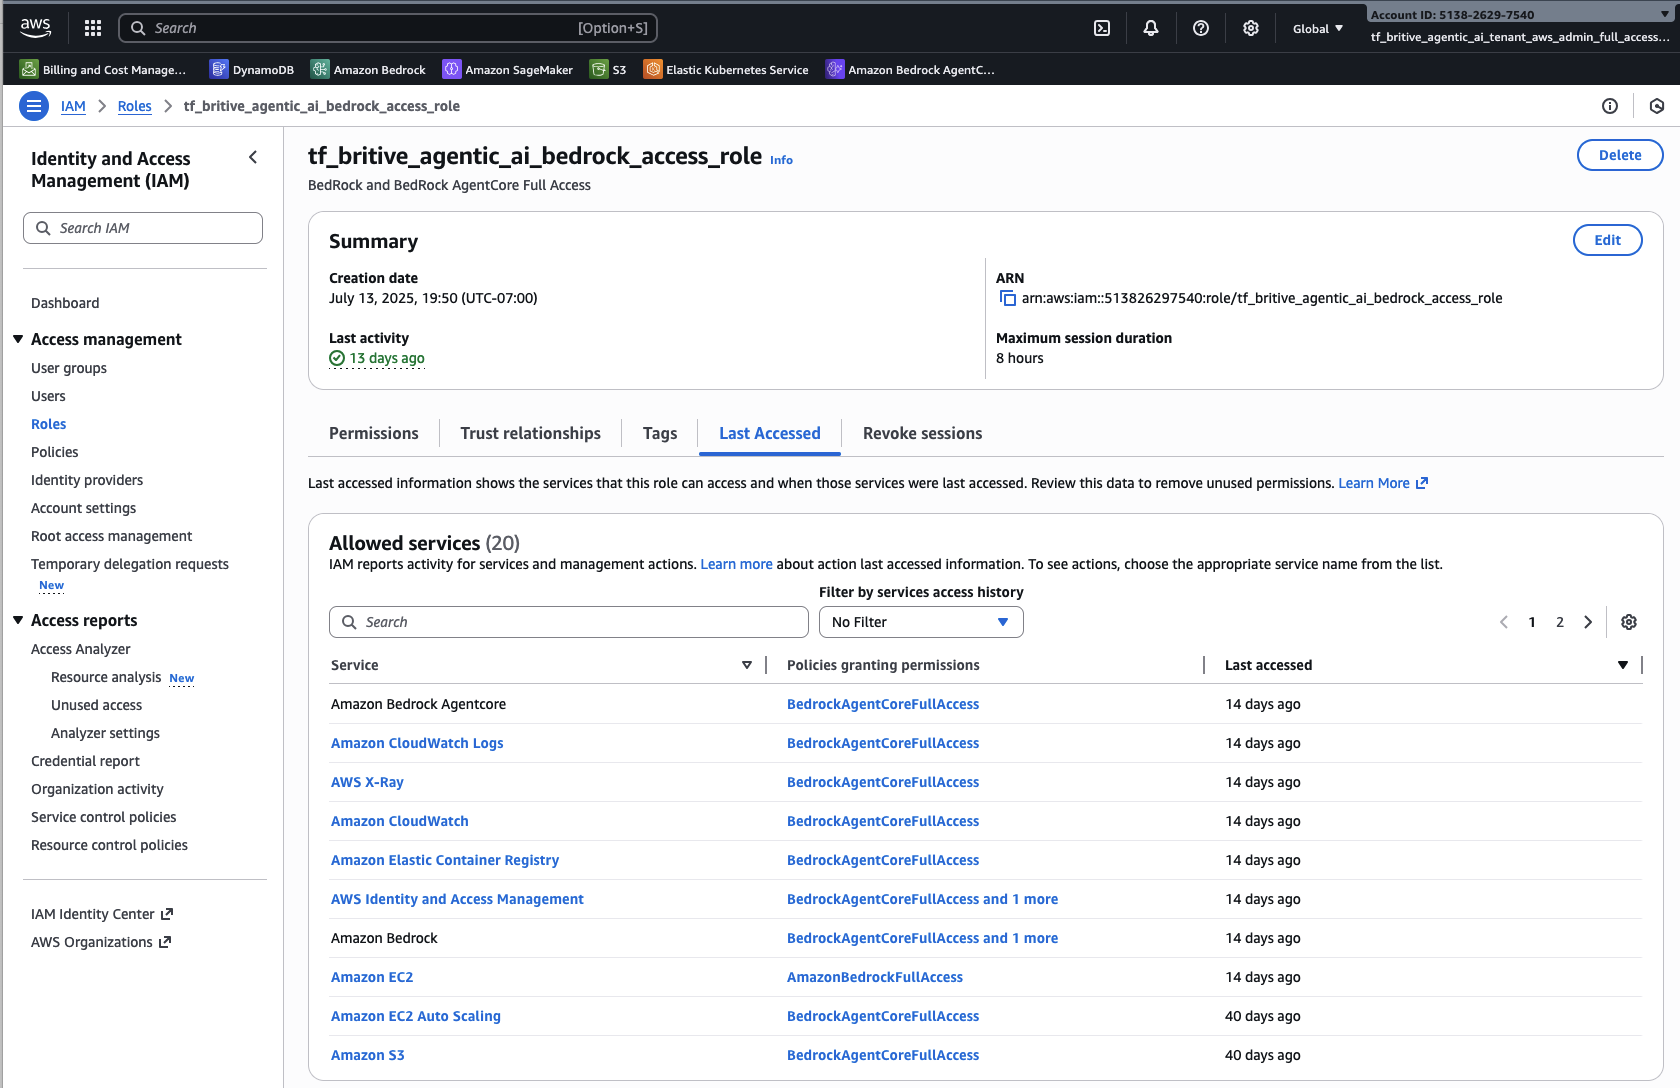 aws
Search
[Option+S]
Global
Account ID: 5138-2629-7540
tf_britive_agentic_ai_tenant_aws_admin_full_access...
Billing and Cost Manage...
DynamoDB
Amazon Bedrock
Amazon SageMaker
S3
Elastic Kubernetes Service
Amazon Bedrock AgentC...
IAM
Roles
tf_britive_agentic_ai_bedrock_access_role
Identity and Access
Management (IAM)
Search IAM
Dashboard
Access management
User groups
Users
Roles
Policies
Identity providers
Account settings
Root access management
Temporary delegation requests
New
Access reports
Access Analyzer
Resource analysis New
Unused access
Analyzer settings
Credential report
Organization activity
Service control policies
Resource control policies
IAM Identity Center
AWS Organizations
tf_britive_agentic_ai_bedrock_access_role Info
Delete
BedRock and BedRock AgentCore Full Access
Summary
Edit
Creation date
July 13, 2025, 19:50 (UTC-07:00)
ARN
arn:aws:iam::513826297540:role/tf_britive_agentic_ai_bedrock_access_role
Last activity
13 days ago
Maximum session duration
8 hours
Permissions
Trust relationships
Tags
Last Accessed
Revoke sessions
Last accessed information shows the services that this role can access and when those services were last accessed. Review this data to remove unused permissions. Learn More
Allowed services (20)
IAM reports activity for services and management actions. Learn more about action last accessed information. To see actions, choose the appropriate service name from the list.
Filter by services access history
Search
No Filter
1 2
Service Policies granting permissions Last accessed
Amazon Bedrock Agentcore BedrockAgentCoreFullAccess 14 days ago
Amazon CloudWatch Logs BedrockAgentCoreFullAccess 14 days ago
AWS X-Ray BedrockAgentCoreFullAccess 14 days ago
Amazon CloudWatch BedrockAgentCoreFullAccess 14 days ago
Amazon Elastic Container Registry BedrockAgentCoreFullAccess 14 days ago
AWS Identity and Access Management BedrockAgentCoreFullAccess and 1 more 14 days ago
Amazon Bedrock BedrockAgentCoreFullAccess and 1 more 14 days ago
Amazon EC2 AmazonBedrockFullAccess 14 days ago
Amazon EC2 Auto Scaling BedrockAgentCoreFullAccess 40 days ago
Amazon S3 BedrockAgentCoreFullAccess 40 days ago